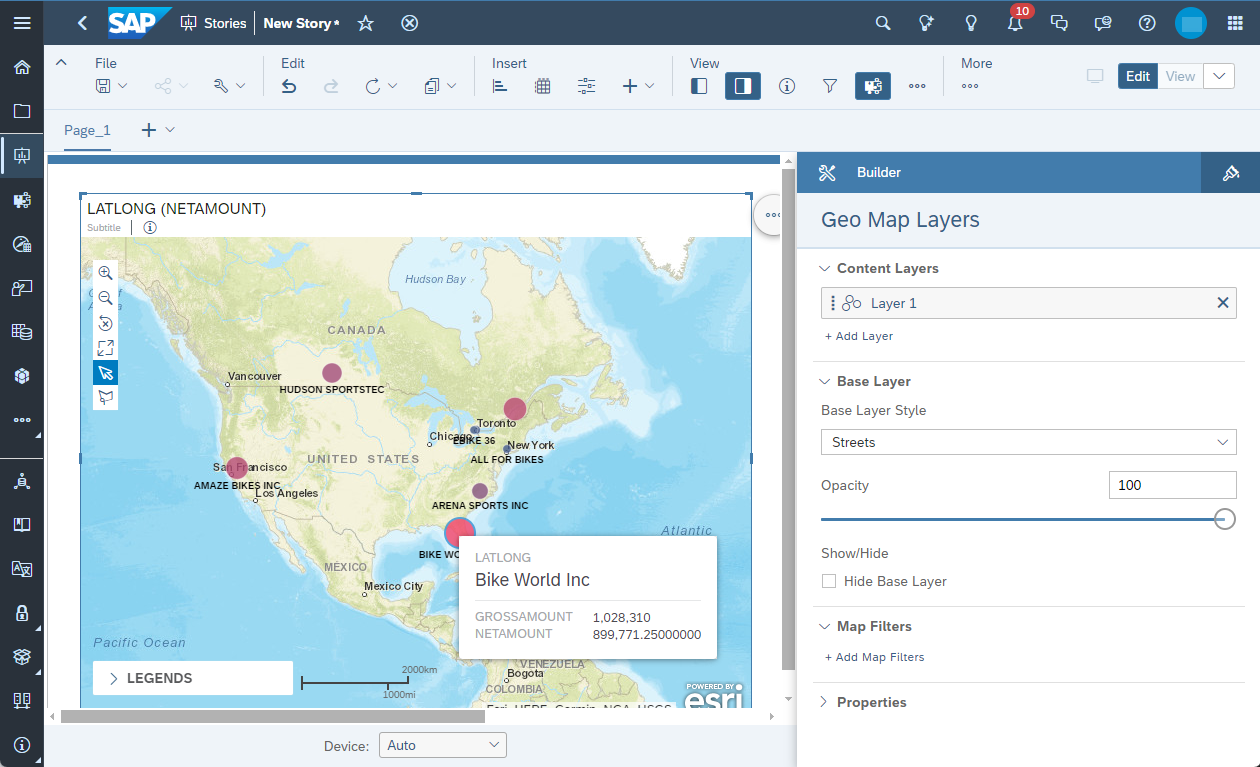 SAP Stories New Story * 10
File Edit Insert View More
Edit View
Page_1
Builder
Geo Map Layers
LATLONG (NETAMOUNT)
Subtitle
Hudson Bay
CANADA
Vancouver
HUDSON SPORTSTEC
Toronto
Chicago
EBIKE 36
New York
ALL FOR BIKES
UNITED STATES
San Francisco
AMAZE BIKES INC
Los Angeles
ARENA SPORTS INC
Atlantic
BIKE WO
MÉXICO
Mexico City
LATLONG
Bike World Inc
GROSSAMOUNT 1,028,310
NETAMOUNT 899,771.25000000
Pacific Ocean
VENEZUELA
Bogota
COLOMBIA
LEGENDS
2000km
1000mi
POWERED BY
esri
Esri, HERE, Garmin, NGA, USGS
Device: Auto
Content Layers
Layer 1
+ Add Layer
Base Layer
Base Layer Style
Streets
Opacity 100
Show/Hide
Hide Base Layer
Map Filters
+ Add Map Filters
Properties